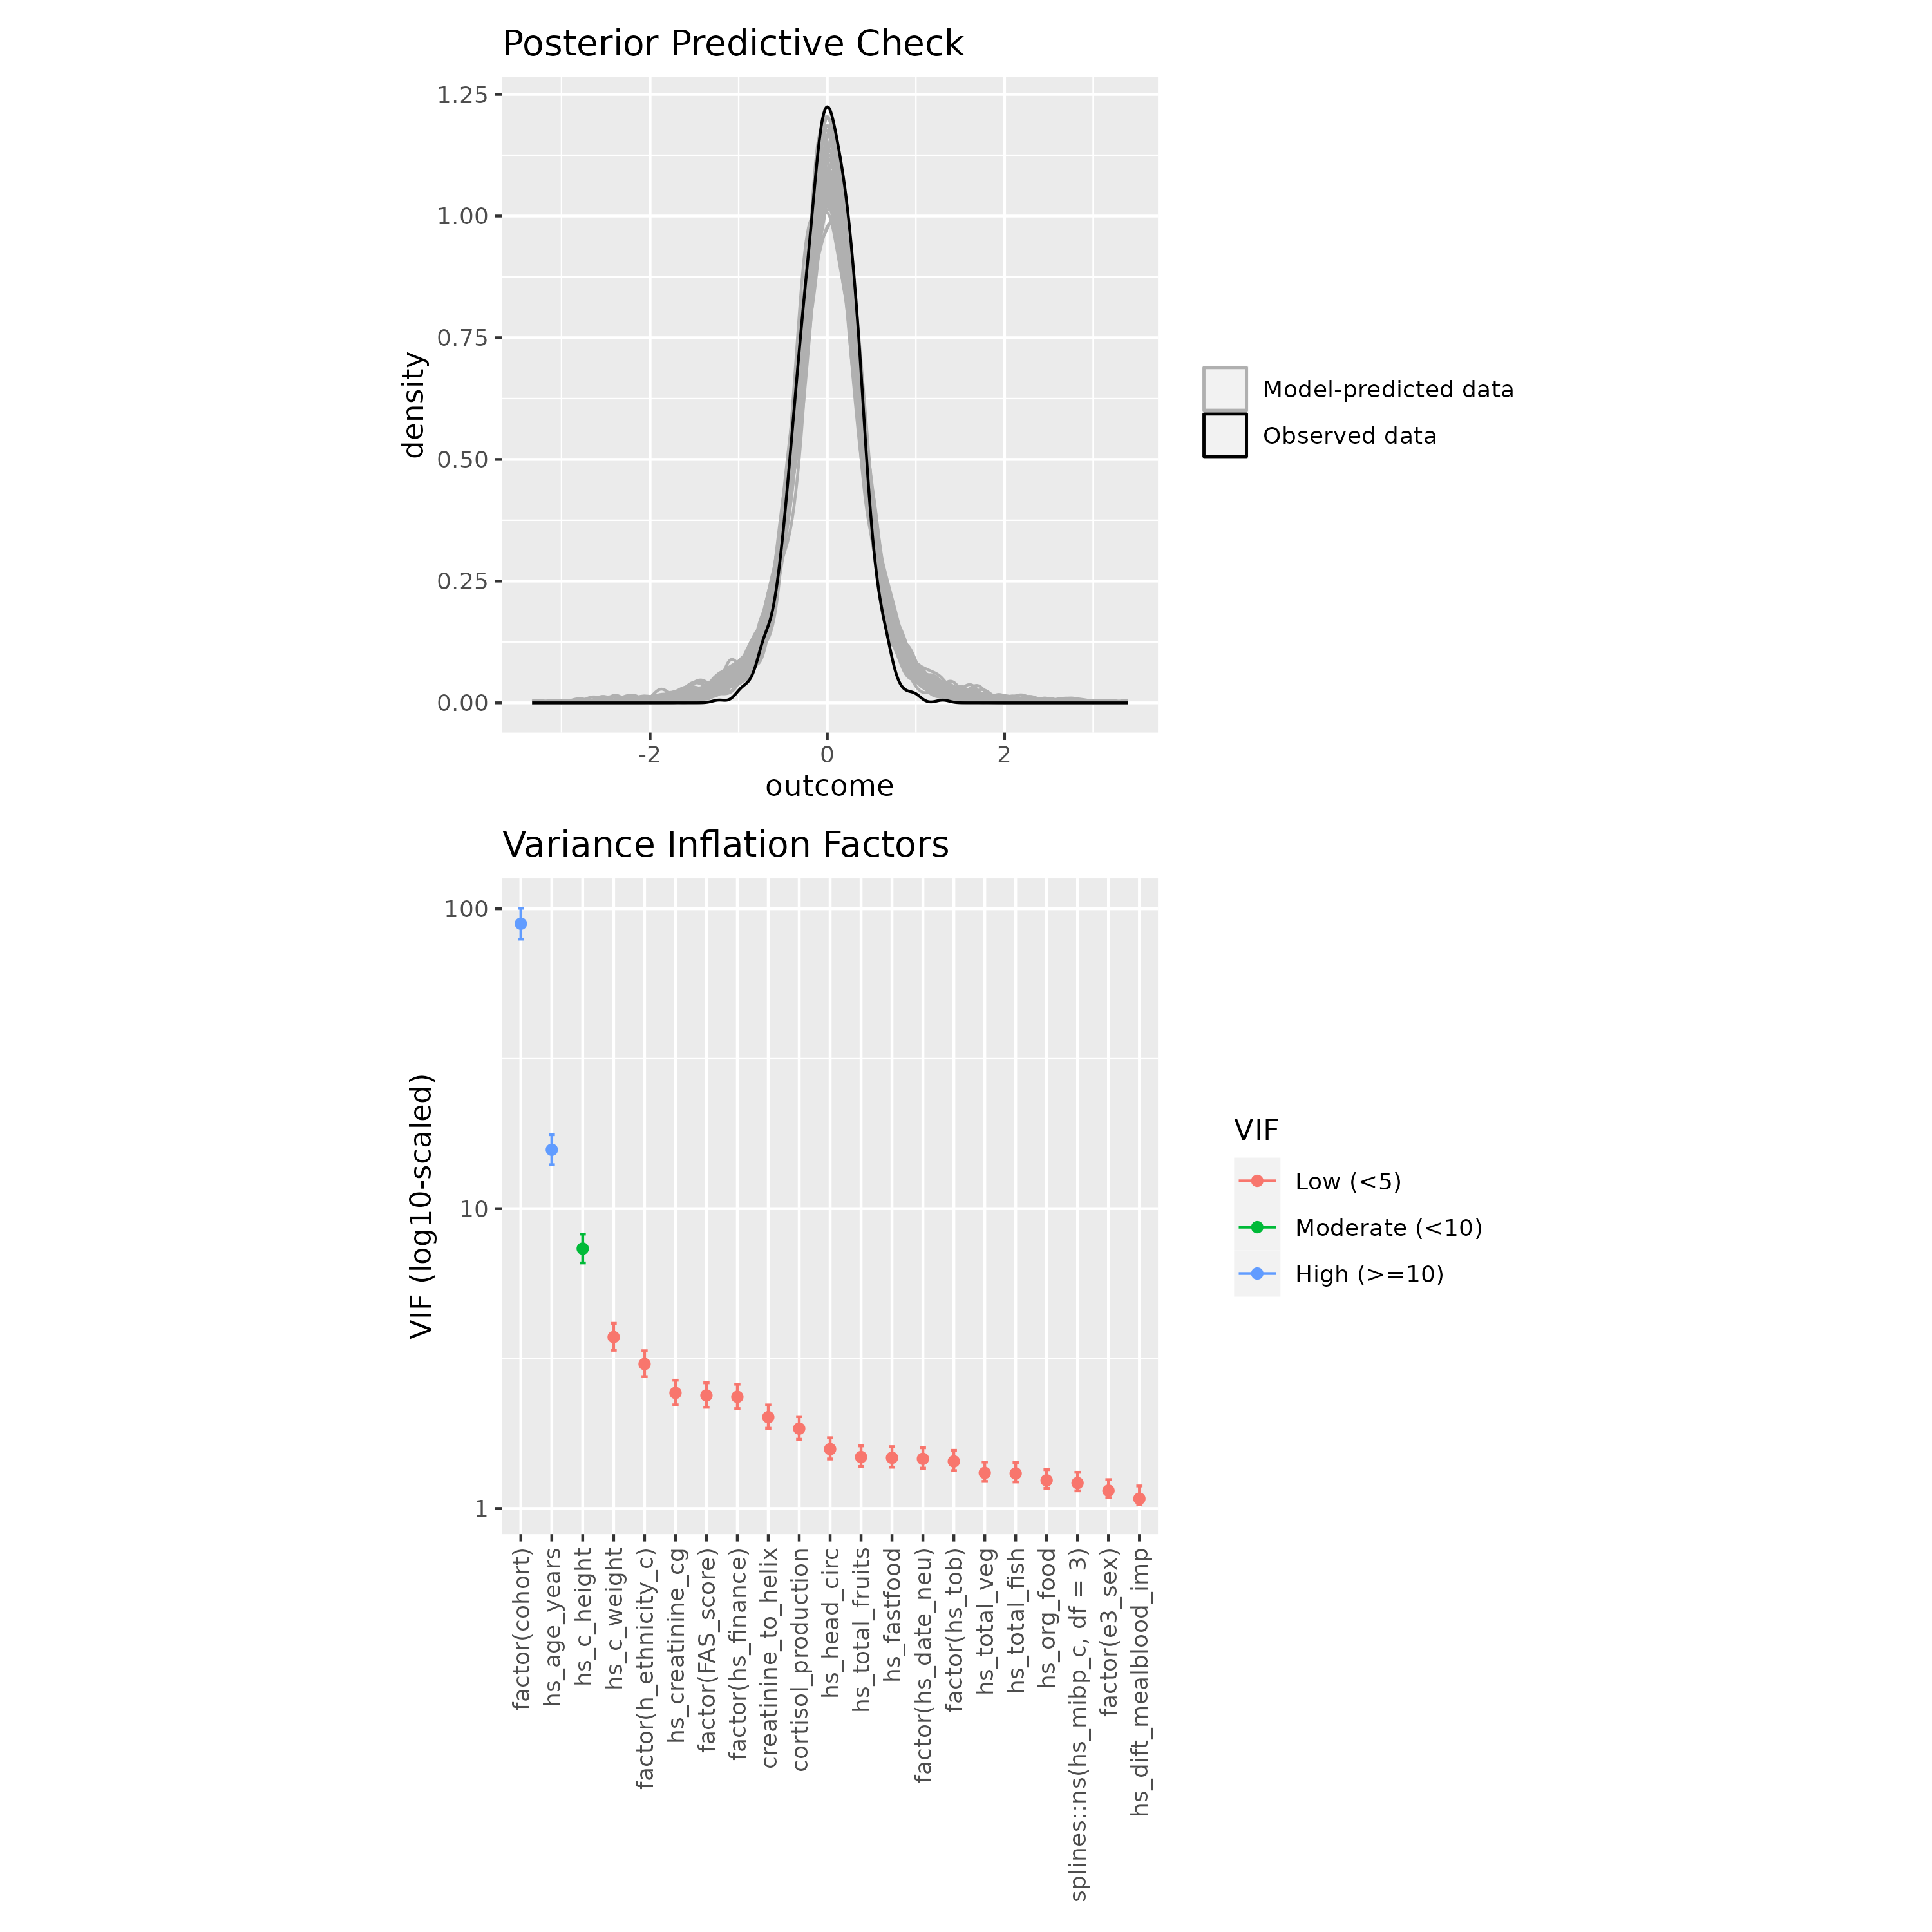 Posterior Predictive Check
1.25
1.00
0.75
0.50
0.25
0.00
density
-2 0 2
outcome
Model-predicted data
Observed data
Variance Inflation Factors
100
10
1
VIF (log10-scaled)
factor(cohort)
hs_age_years
hs_c_height
hs_c_weight
factor(h_ethnicity_c)
hs_creatinine_cg
factor(FAS_score)
factor(hs_finance)
creatinine_to_helix
cortisol_production
hs_head_circ
hs_total_fruits
hs_fastfood
factor(hs_date_neu)
factor(hs_tob)
hs_total_veg
hs_total_fish
hs_org_food
splines::ns(hs_mibp_c, df = 3)
factor(e3_sex)
hs_dift_mealblood_imp
VIF
Low (<5)
Moderate (<10)
High (>=10)